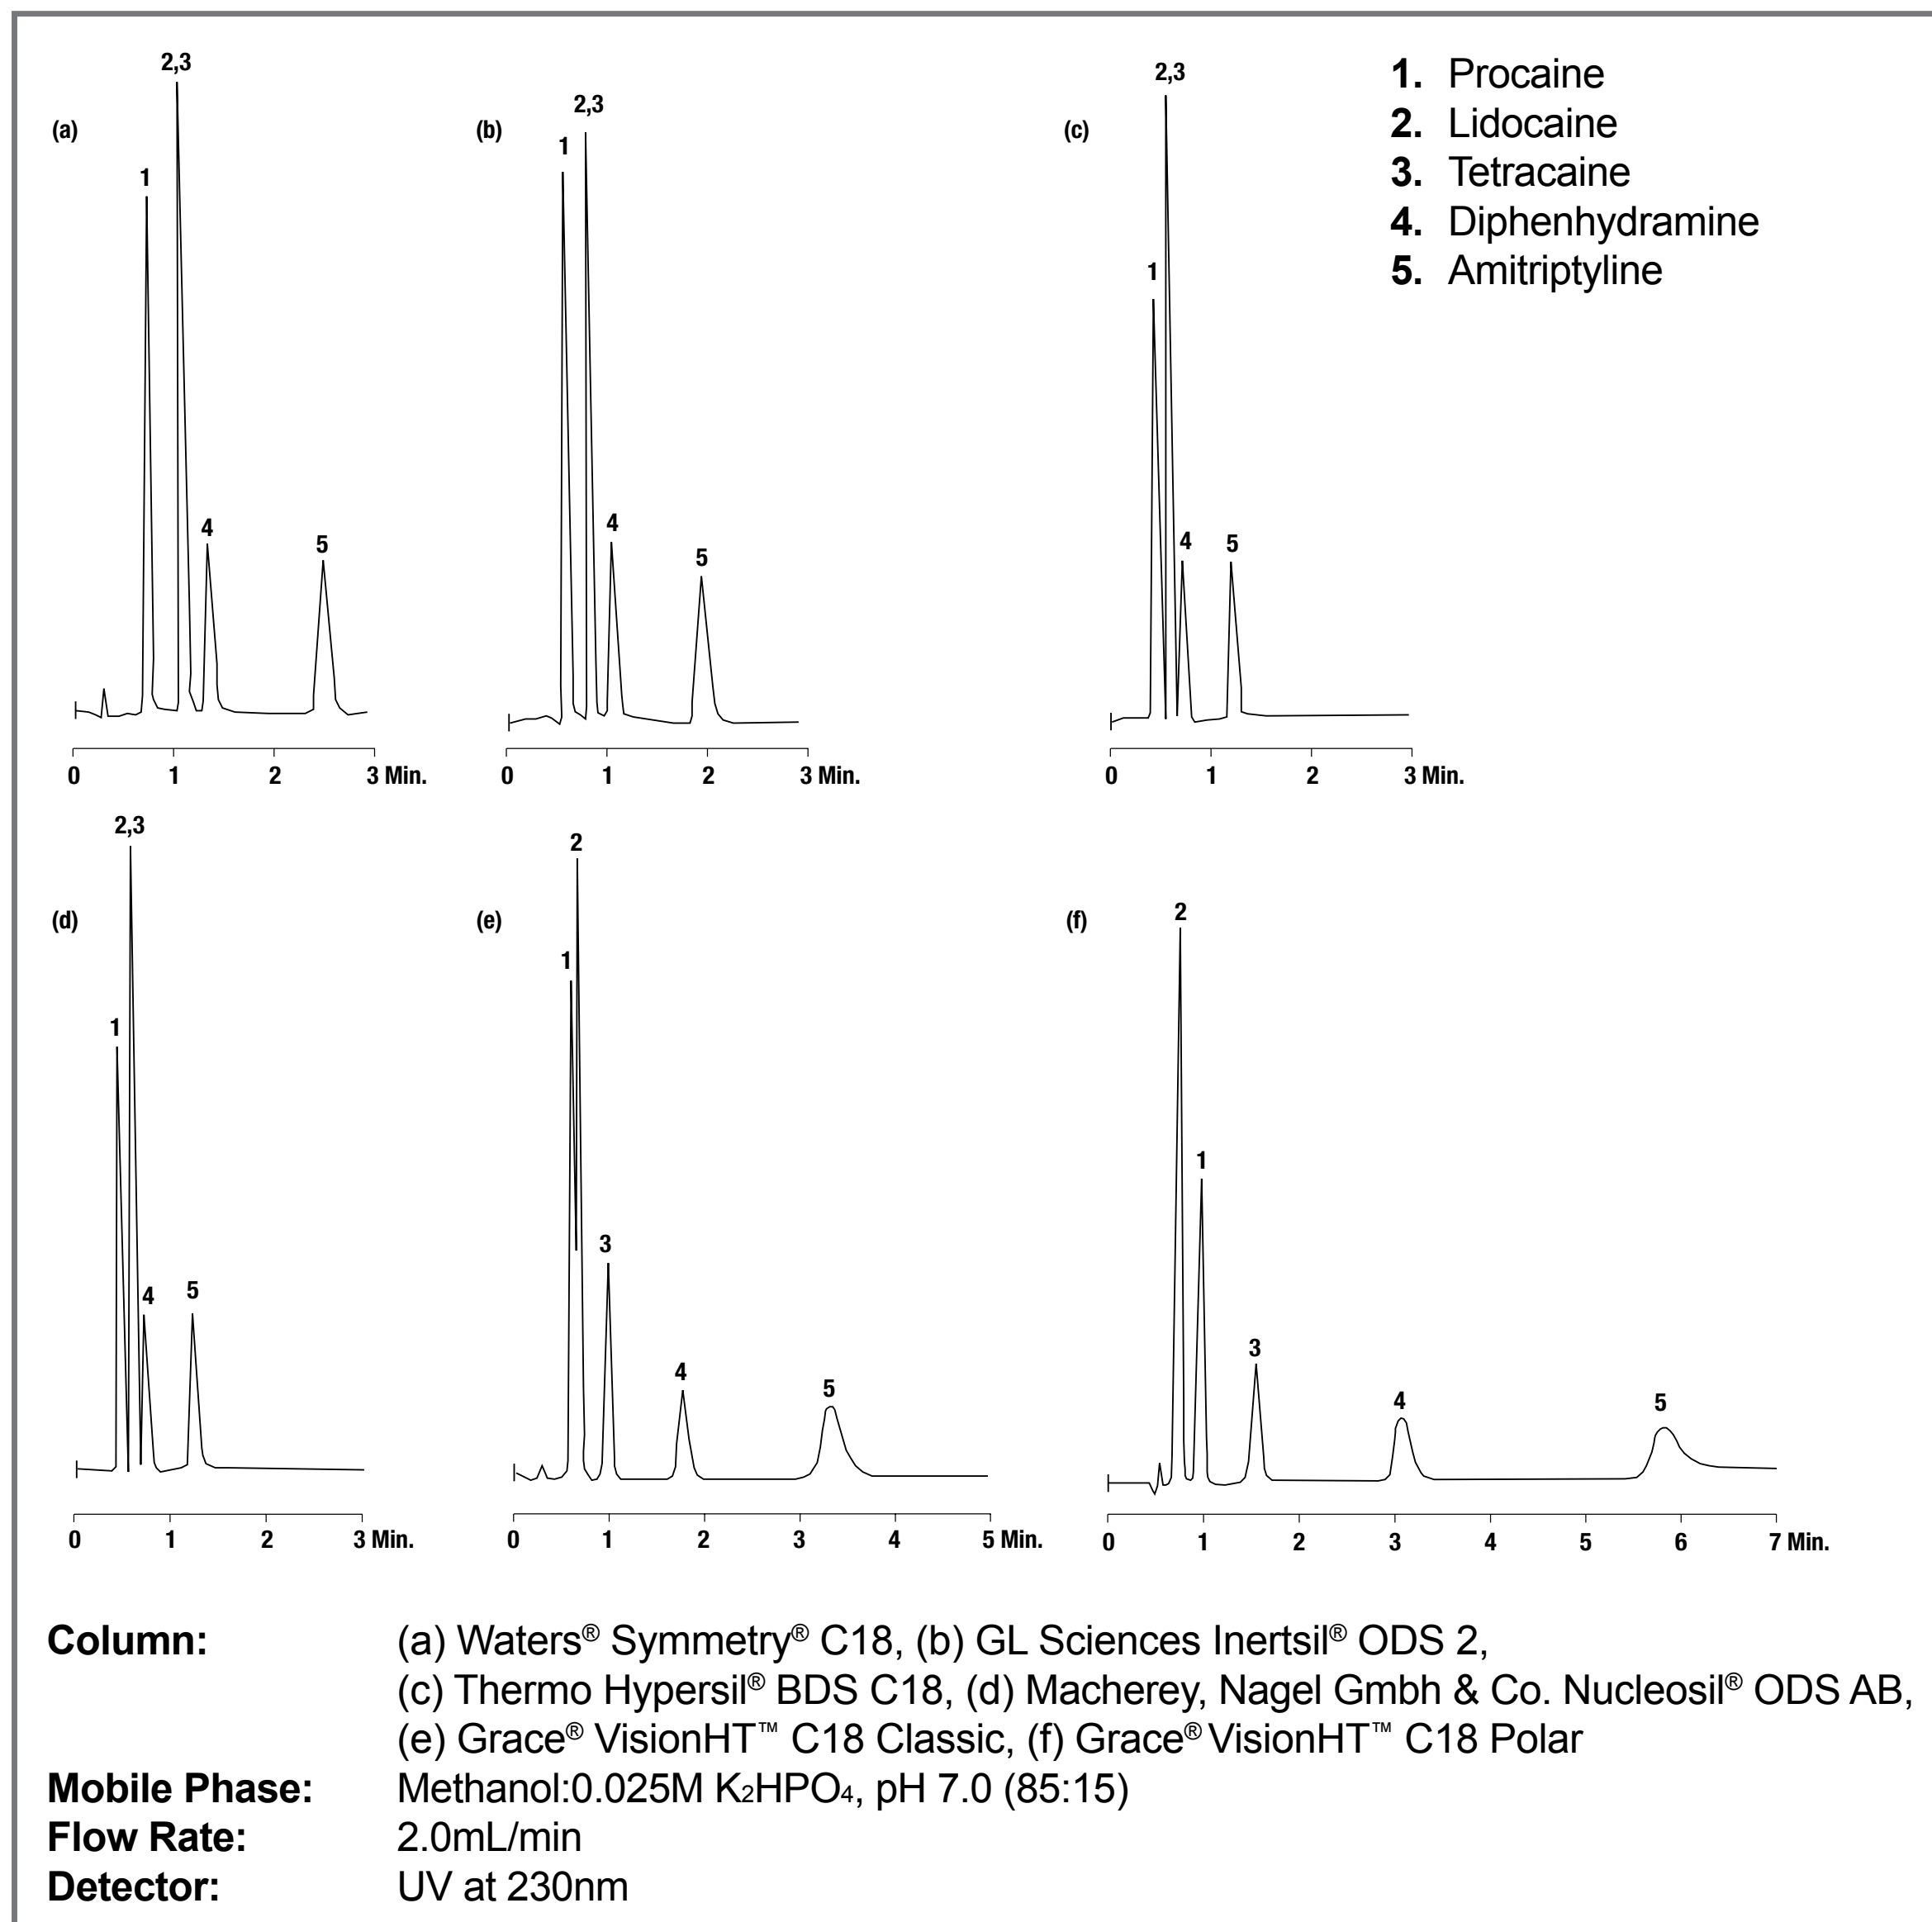 2,3
(a)
1
4
5
0 1 2 3 Min.
2,3
(b)
1
4
5
0 1 2 3 Min.
2,3
(c)
1
4 5
0 1 2 3 Min.
1. Procaine
2. Lidocaine
3. Tetracaine
4. Diphenhydramine
5. Amitriptyline
2,3
(d)
1
4 5
0 1 2 3 Min.
2
(e)
1
3
4
5
0 1 2 3 4 5 Min.
2
(f)
1
3
4 5
0 1 2 3 4 5 6 7 Min.
Column: (a) Waters® Symmetry® C18, (b) GL Sciences Inertsil® ODS 2,
(c) Thermo Hypersil® BDS C18, (d) Macherey, Nagel Gmbh & Co. Nucleosil® ODS AB,
(e) Grace® VisionHT™ C18 Classic, (f) Grace® VisionHT™ C18 Polar
Mobile Phase: Methanol:0.025M K₂HPO₄, pH 7.0 (85:15)
Flow Rate: 2.0mL/min
Detector: UV at 230nm